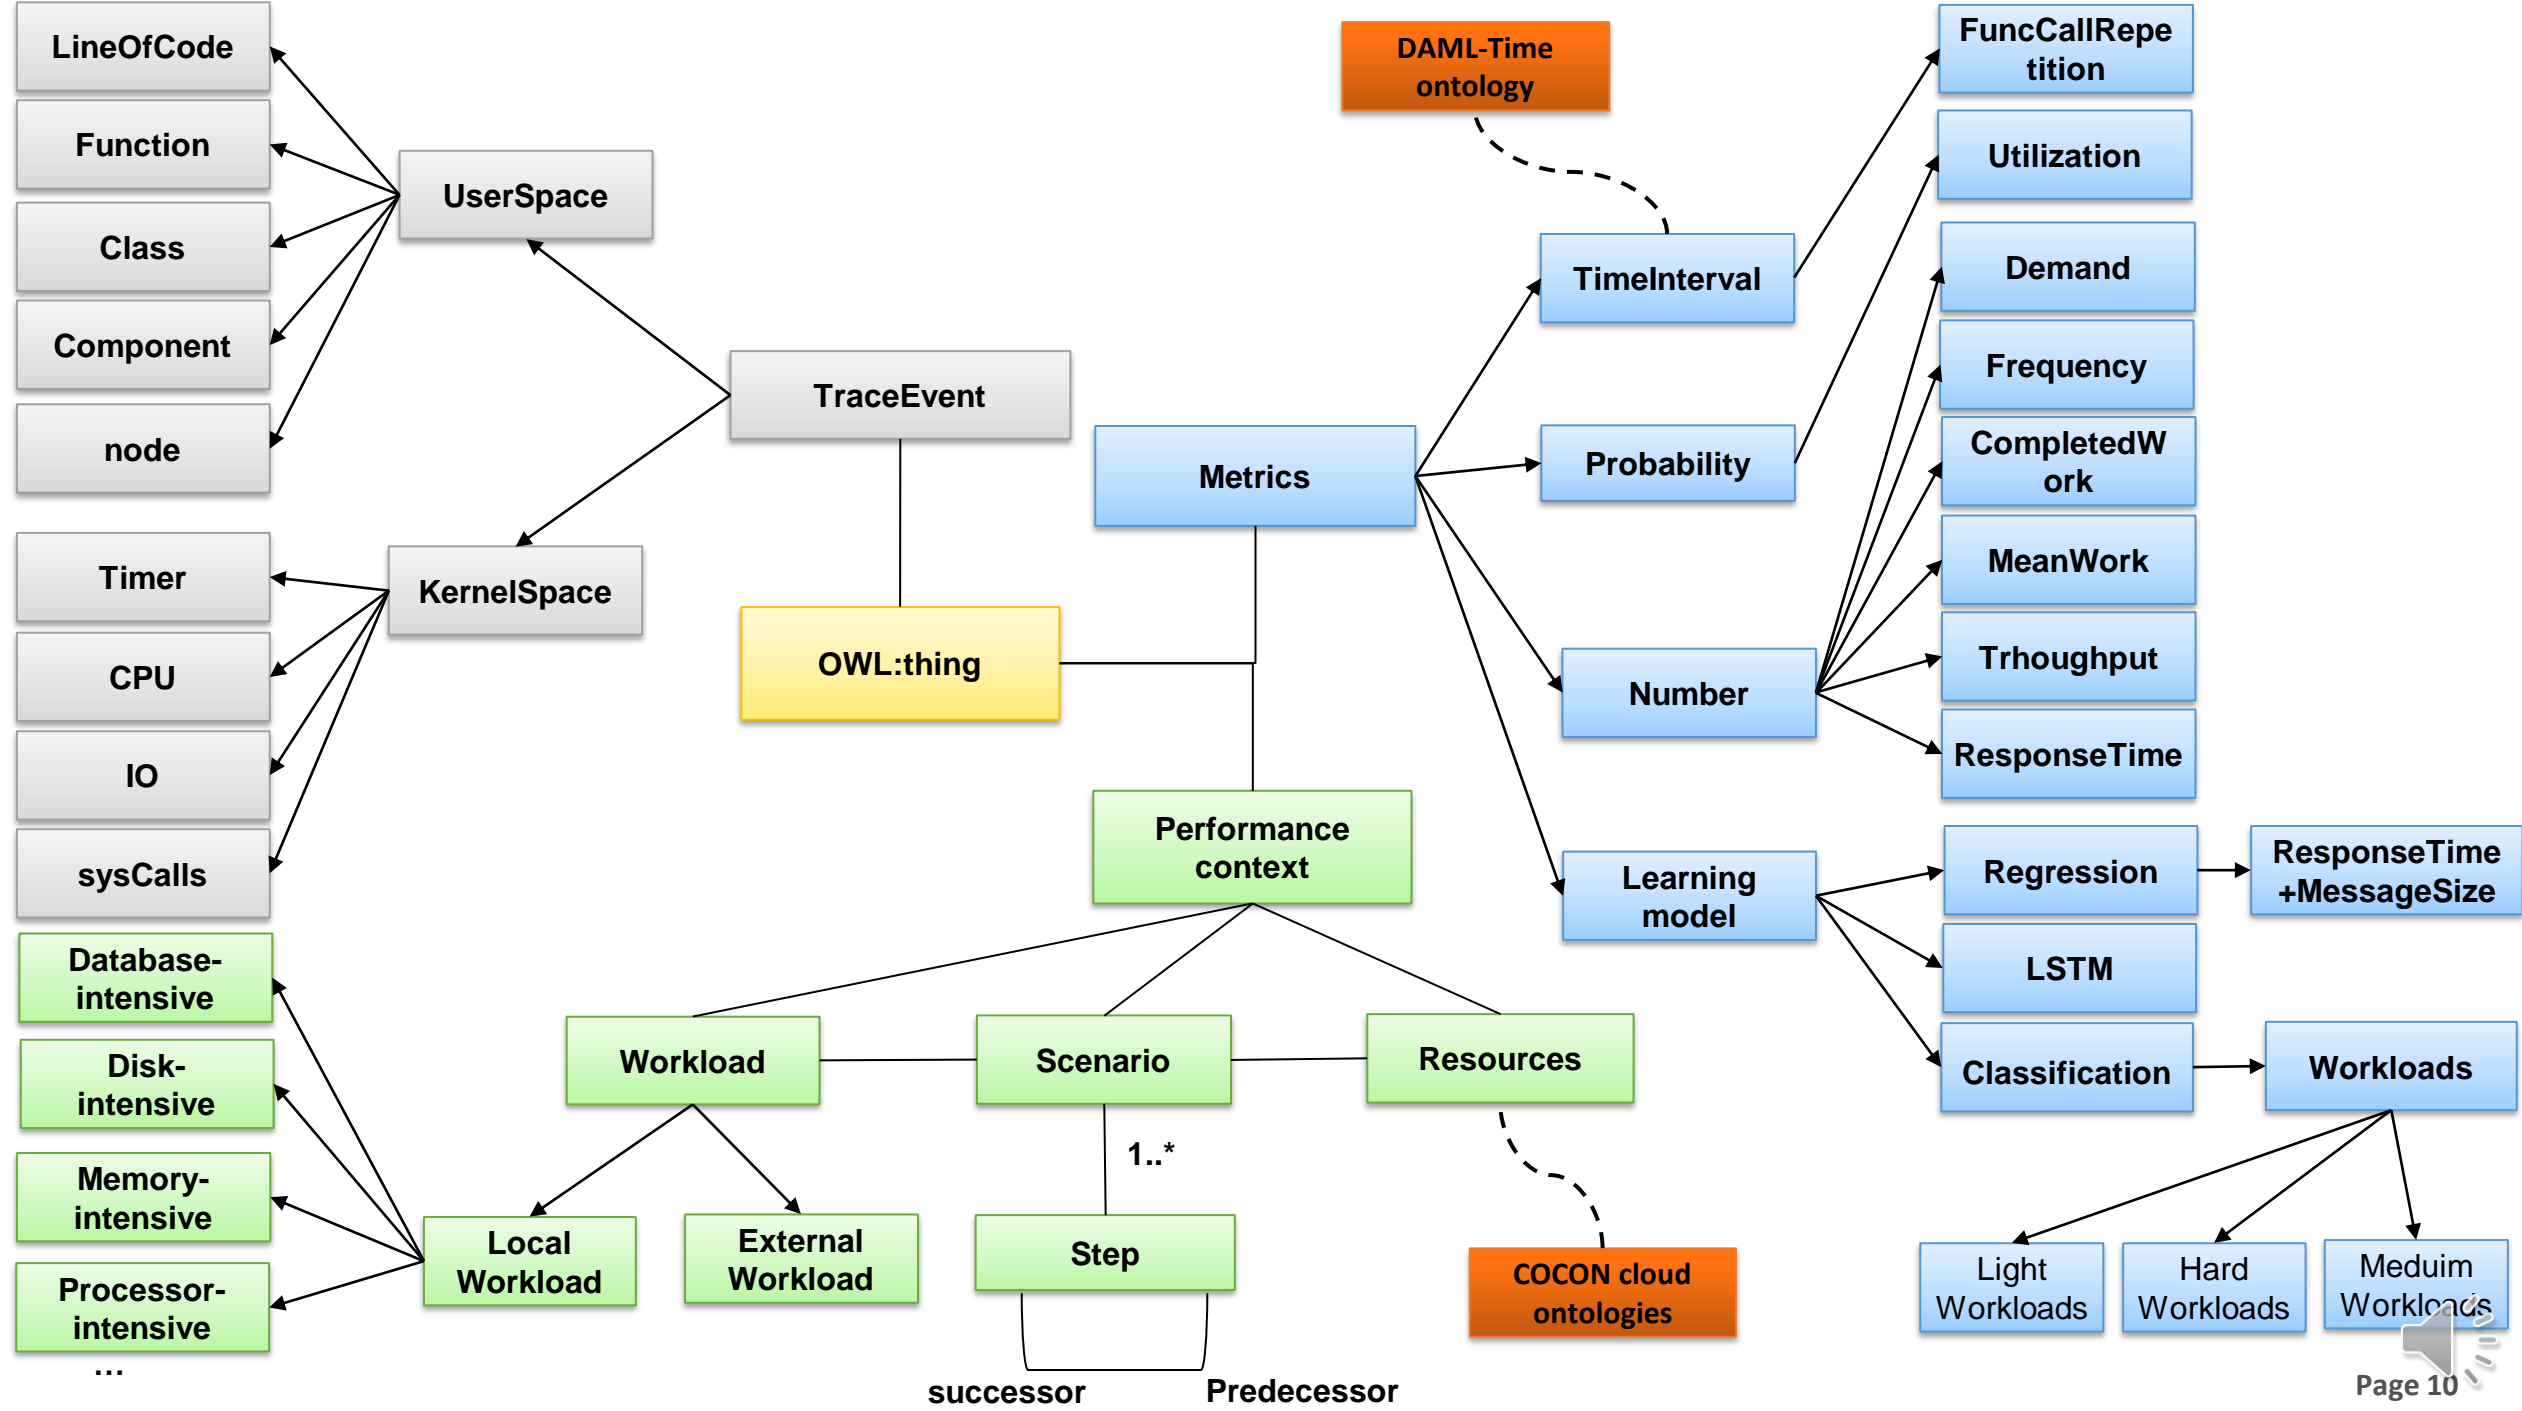 LineOfCode
Function
Class
Component
node
UserSpace
TraceEvent
KernelSpace
Timer
CPU
IO
sysCalls
OWL:thing
DAML-Time
ontology
Metrics
TimeInterval
Probability
Number
Learning
model
FuncCallRepe
tition
Utilization
Demand
Frequency
CompletedW
ork
MeanWork
Trhoughput
ResponseTime
Regression
ResponseTime
+MessageSize
LSTM
Classification
Workloads
Light
Workloads
Hard
Workloads
Meduim
Workloads
Performance
context
Workload
Scenario
Resources
1..*
Local
Workload
External
Workload
Step
successor
Predecessor
COCON cloud
ontologies
Database-
intensive
Disk-
intensive
Memory-
intensive
Processor-
intensive
...
Page 10